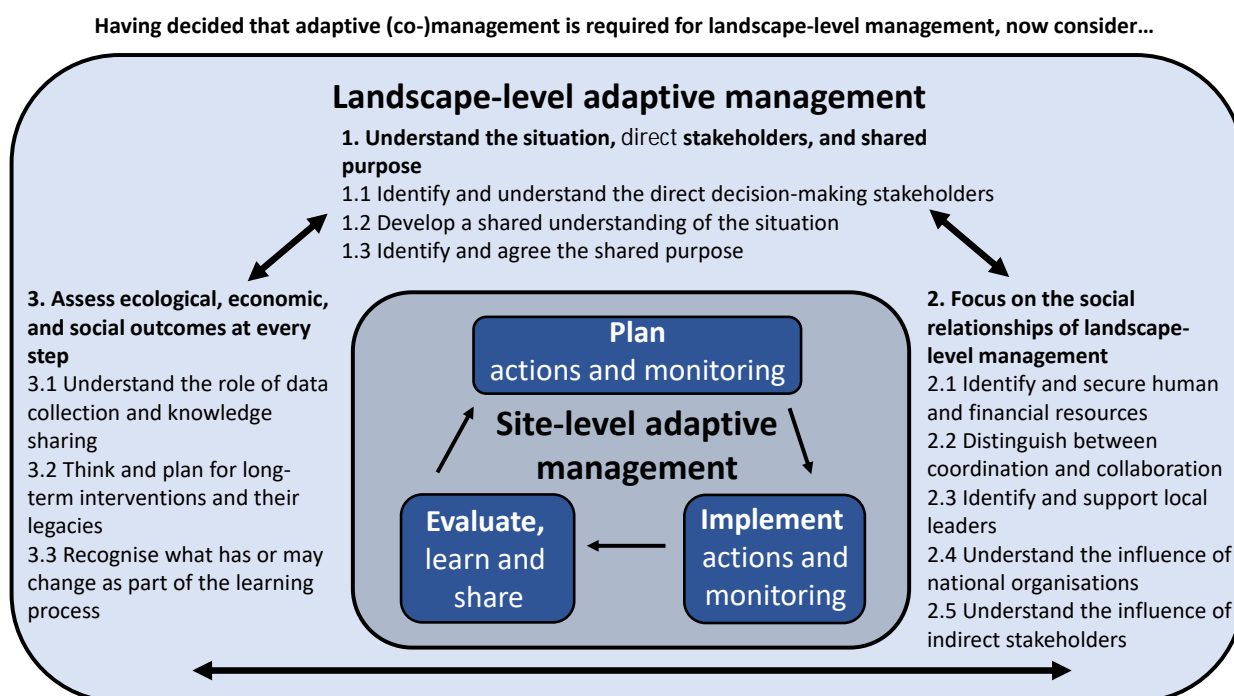 Having decided that adaptive (co-)management is required for landscape-level management, now consider...
Landscape-level adaptive management
1. Understand the situation, direct stakeholders, and shared
purpose
1.1 Identify and understand the direct decision-making stakeholders
1.2 Develop a shared understanding of the situation
1.3 Identify and agree the shared purpose
3. Assess ecological, economic,
and social outcomes at every
step
3.1 Understand the role of data
collection and knowledge
sharing
3.2 Think and plan for long-
term interventions and their
legacies
3.3 Recognise what has or may
change as part of the learning
process
Plan
actions and monitoring
Site-level adaptive
management
Evaluate,
learn and
share
Implement
actions and
monitoring
2. Focus on the social
relationships of landscape-
level management
2.1 Identify and secure human
and financial resources
2.2 Distinguish between
coordination and collaboration
2.3 Identify and support local
leaders
2.4 Understand the influence of
national organisations
2.5 Understand the influence of
indirect stakeholders